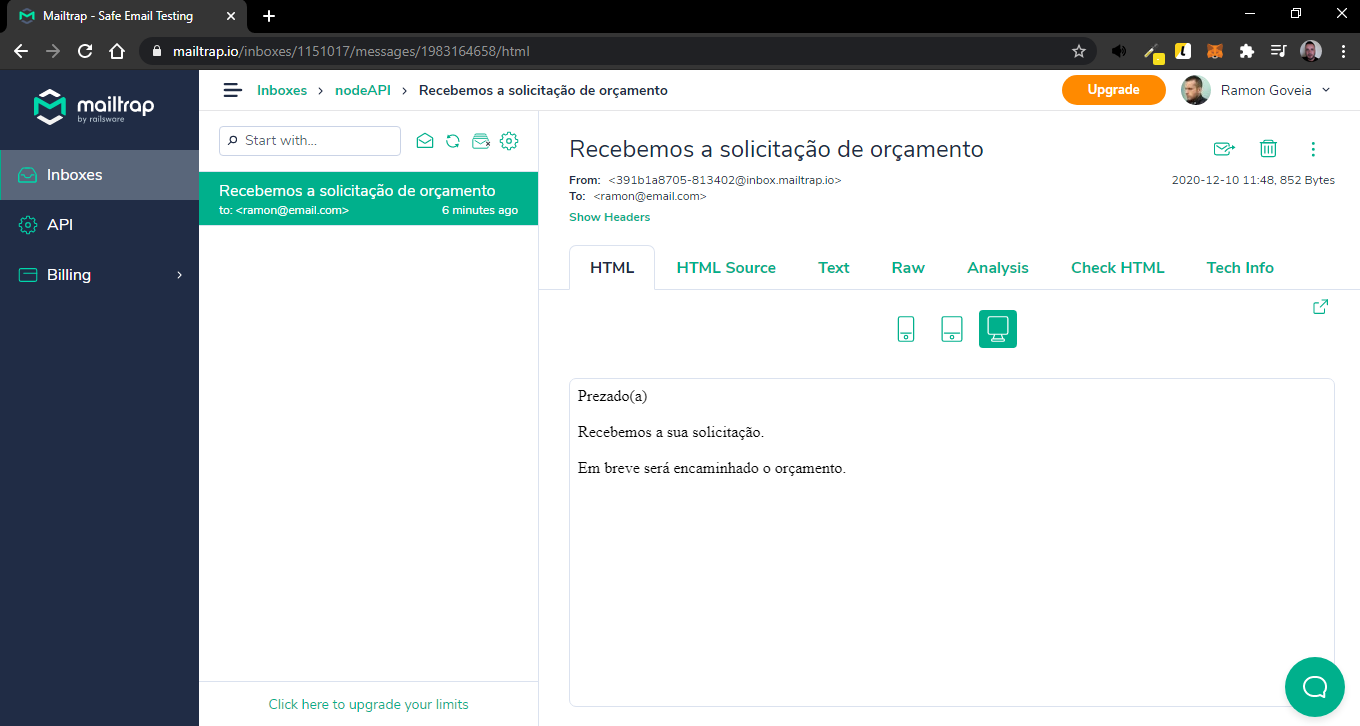 Mailtrap - Safe Email Testing
mailtrap.io/inboxes/1151017/messages/1983164658/html
mailtrap
by railsware
Inboxes
API
Billing
Inboxes > nodeAPI > Recebemos a solicitação de orçamento
Upgrade
Ramon Goveia
Start with...
Recebemos a solicitação de orçamento
to: <ramon@email.com> 6 minutes ago
Click here to upgrade your limits
Recebemos a solicitação de orçamento
From: <391b1a8705-813402@inbox.mailtrap.io> 2020-12-10 11:48, 852 Bytes
To: <ramon@email.com>
Show Headers
HTML HTML Source Text Raw Analysis Check HTML Tech Info
Prezado(a)
Recebemos a sua solicitação.
Em breve será encaminhado o orçamento.